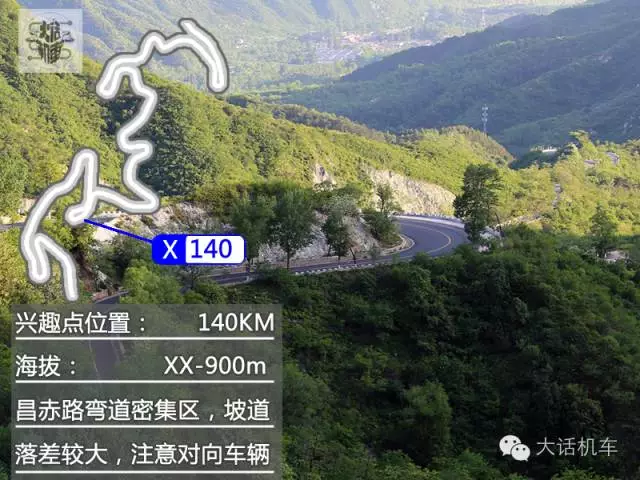 X 140
兴趣点位置： 140KM
海拔： XX-900m
昌赤路弯道密集区，坡道
落差较大，注意对向车辆
大话机车